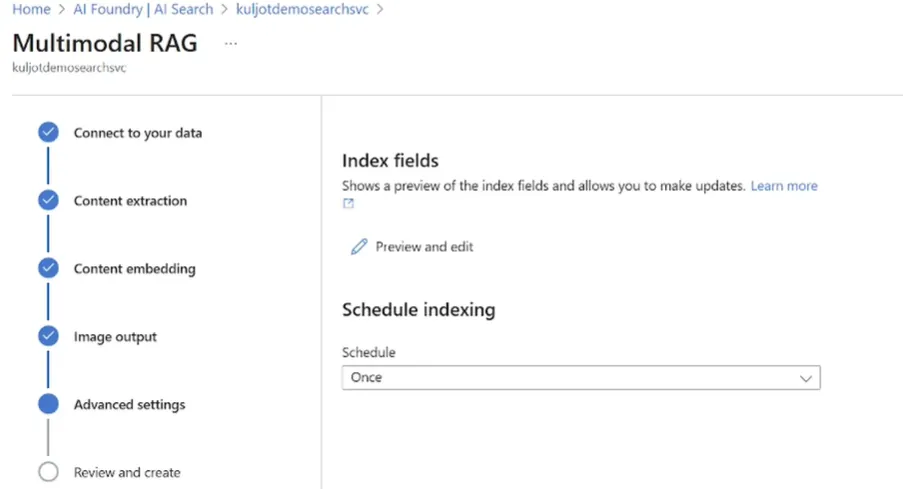 Home > AI Foundry | AI Search > kuljotdemosearchsvc >
Multimodal RAG ...
kuljotdemosearchsvc
Connect to your data
Content extraction
Content embedding
Image output
Advanced settings
Review and create
Index fields
Shows a preview of the index fields and allows you to make updates. Learn more
Preview and edit
Schedule indexing
Schedule
Once